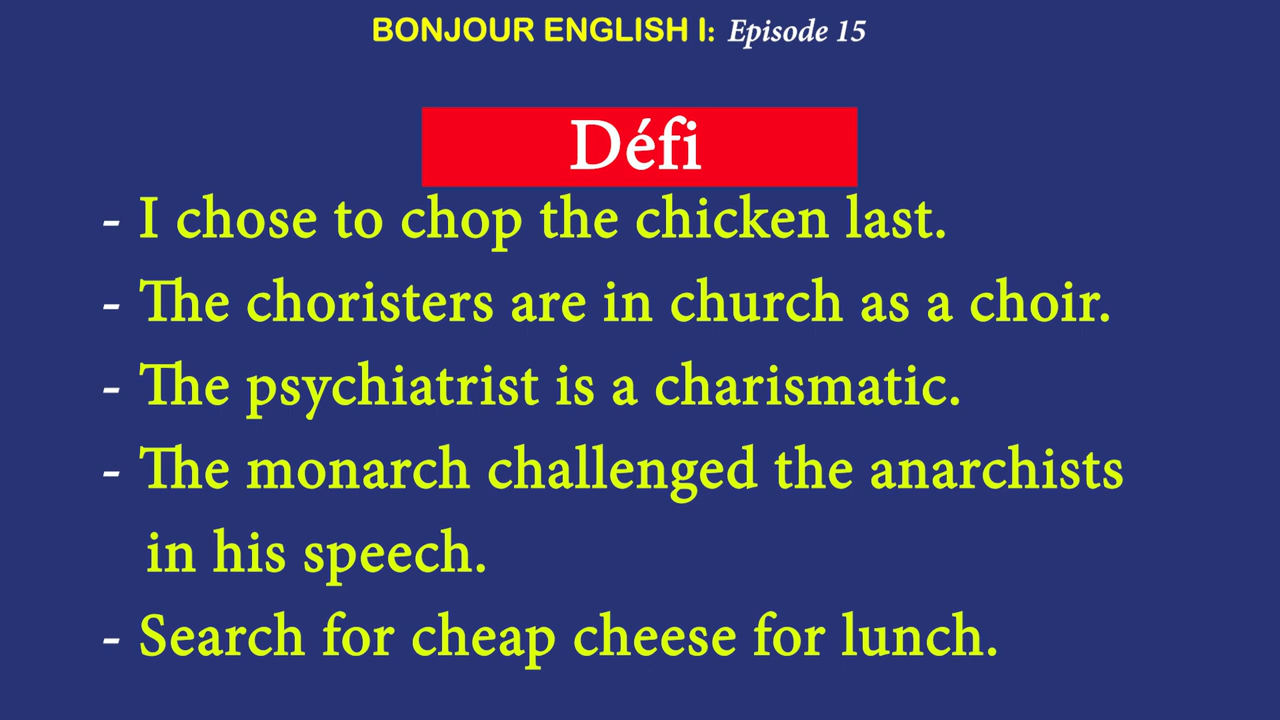 BONJOUR ENGLISH I: Episode 15
Défi
- I chose to chop the chicken last.
- The choristers are in church as a choir.
- The psychiatrist is a charismatic.
- The monarch challenged the anarchists
in his speech.
- Search for cheap cheese for lunch.